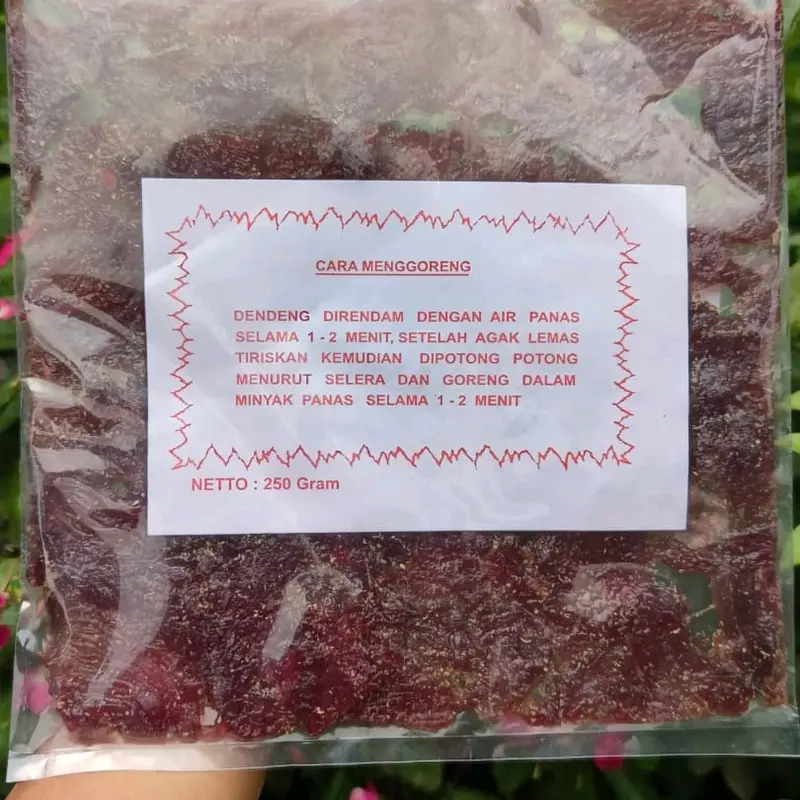 CARA MENGGORENG
DENDENG DIRENDAM DENGAN AIR PANAS
SELAMA 1 - 2 MENIT, SETELAH AGAK LEMAS
TIRISKAN KEMUDIAN DIPOTONG POTONG
MENURUT SELERA DAN GORENG DALAM
MINYAK PANAS SELAMA 1 - 2 MENIT
NETTO : 250 Gram